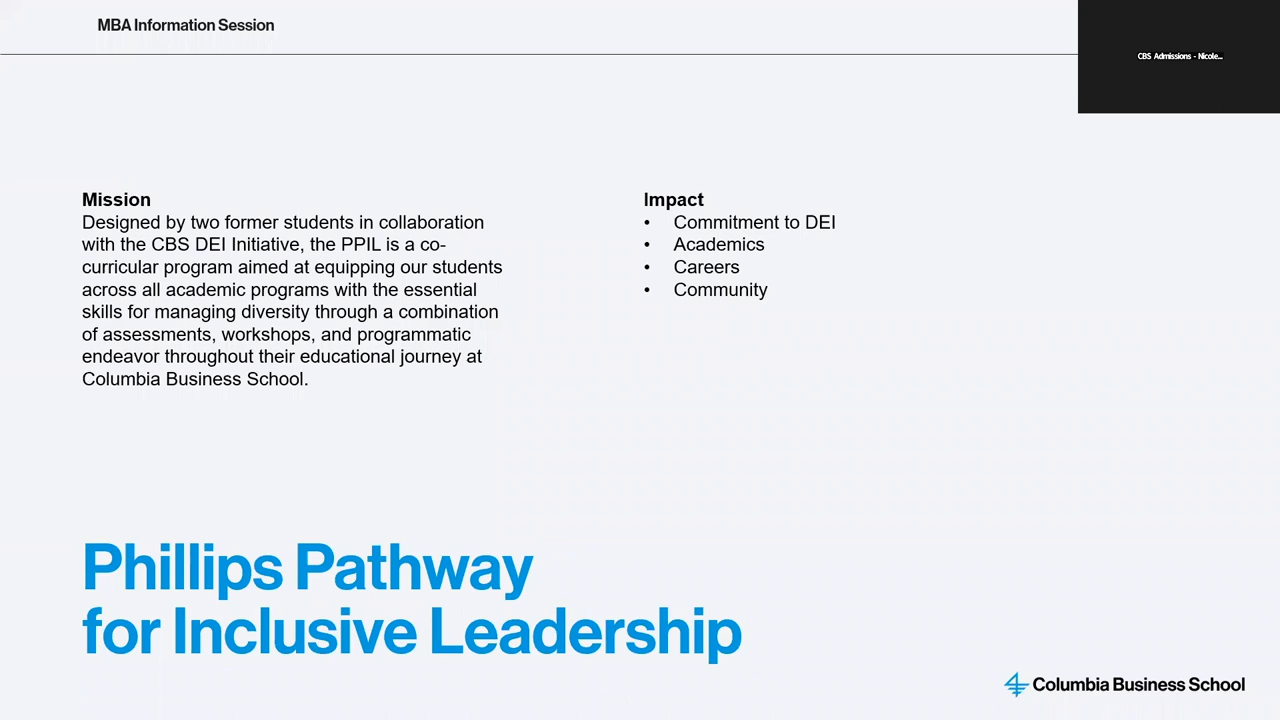 MBA Information Session
CBS Admissions - Nicole...
Mission
Designed by two former students in collaboration
with the CBS DEI Initiative, the PPIL is a co-
curricular program aimed at equipping our students
across all academic programs with the essential
skills for managing diversity through a combination
of assessments, workshops, and programmatic
endeavor throughout their educational journey at
Columbia Business School.
Impact
• Commitment to DEI
• Academics
• Careers
• Community
Phillips Pathway
for Inclusive Leadership
Columbia Business School